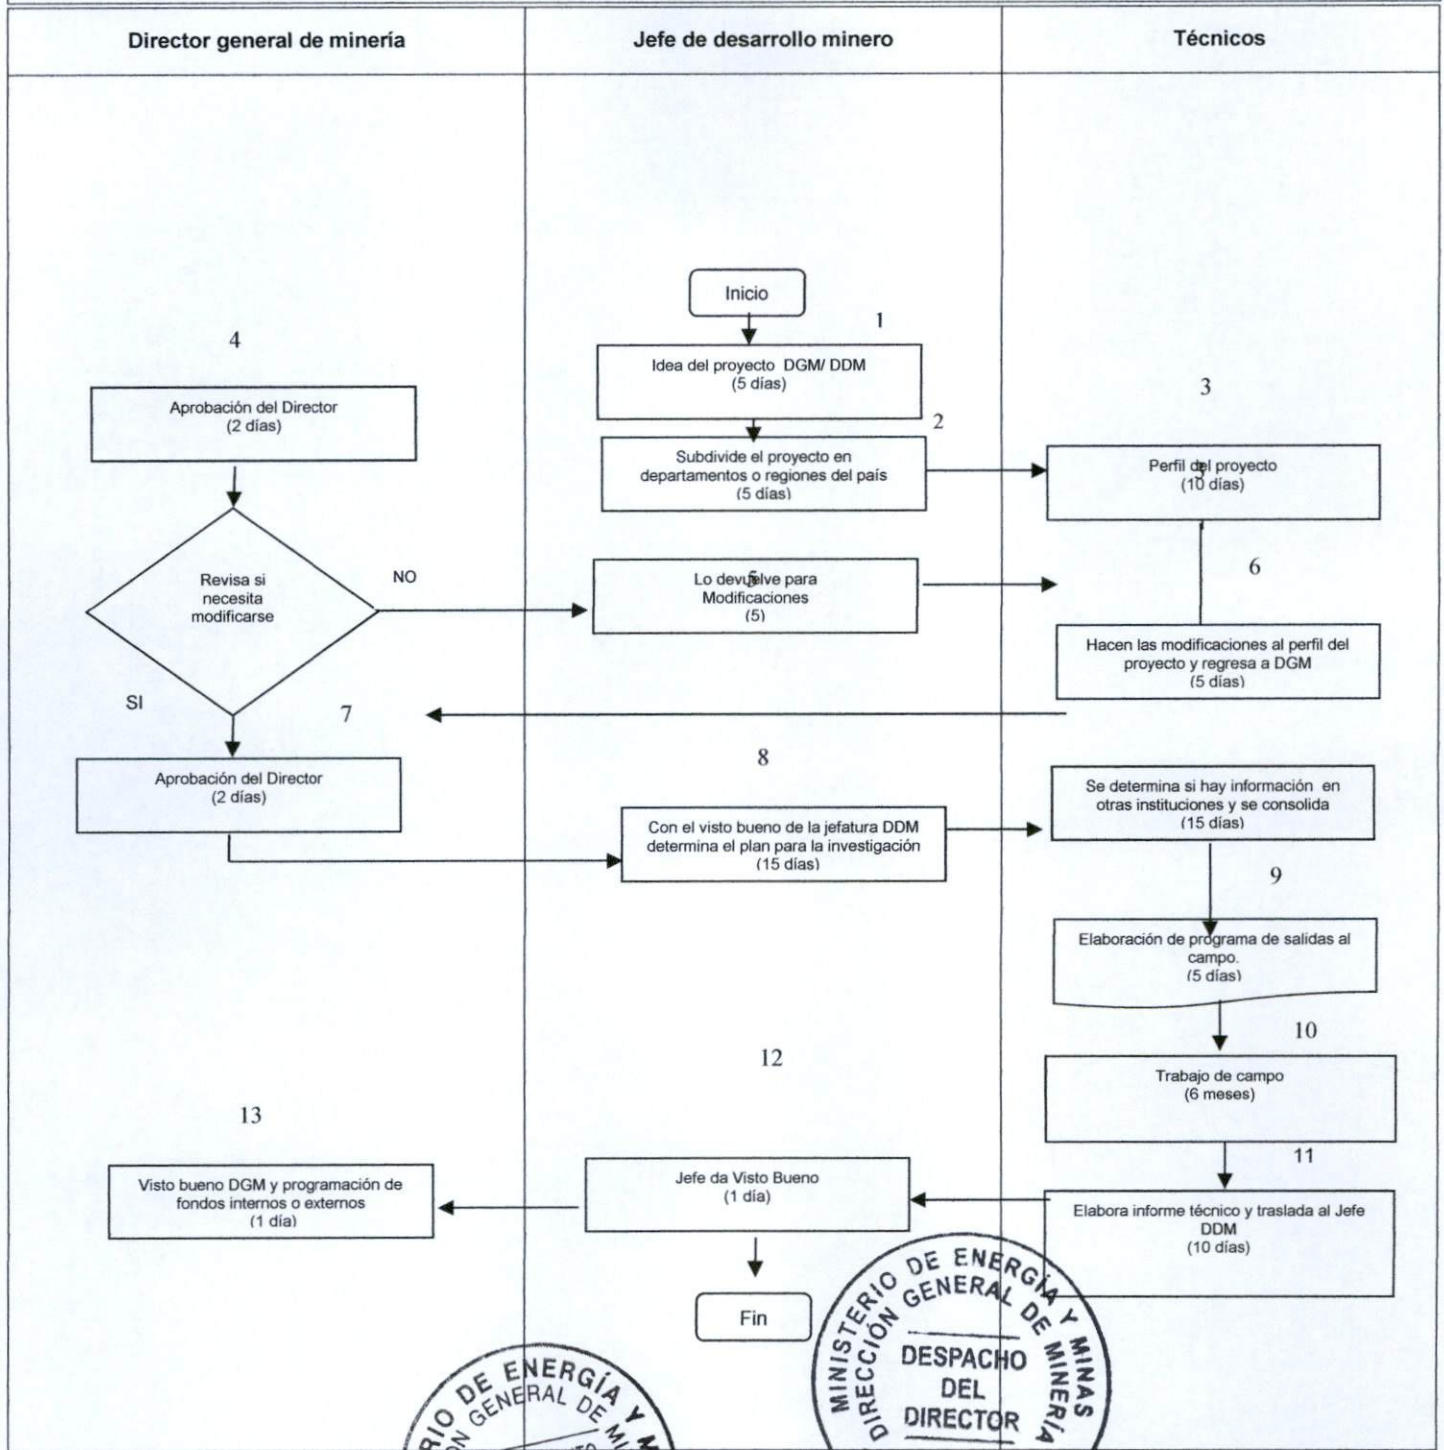 Director general de minería
Jefe de desarrollo minero
Técnicos
Inicio
1
4
Idea del proyecto DGM/ DDM
(5 días)
3
Aprobación del Director
(2 días)
2
Subdivide el proyecto en
departamentos o regiones del país
(5 días)
Perfil del proyecto
3
(10 días)
Revisa si
necesita
modificarse
NO
5
Lo devuelve para
Modificaciones
(5)
6
Hacen las modificaciones al perfil del
proyecto y regresa a DGM
(5 días)
SI
7
8
Aprobación del Director
(2 días)
Se determina si hay información en
otras instituciones y se consolida
(15 días)
Con el visto bueno de la jefatura DDM
determina el plan para la investigación
(15 días)
9
Elaboración de programa de salidas al
campo.
(5 días)
10
12
Trabajo de campo
(6 meses)
13
11
Visto bueno DGM y programación de
fondos internos o externos
(1 día)
Jefe da Visto Bueno
(1 día)
Elabora informe técnico y traslada al Jefe
DDM
(10 días)
Fin
MINISTERIO DE ENERGÍA Y MINAS
DIRECCIÓN GENERAL DE MINERÍA
DESPACHO
DEL
DIRECTOR
DE ENERGÍA Y
GENERAL DE